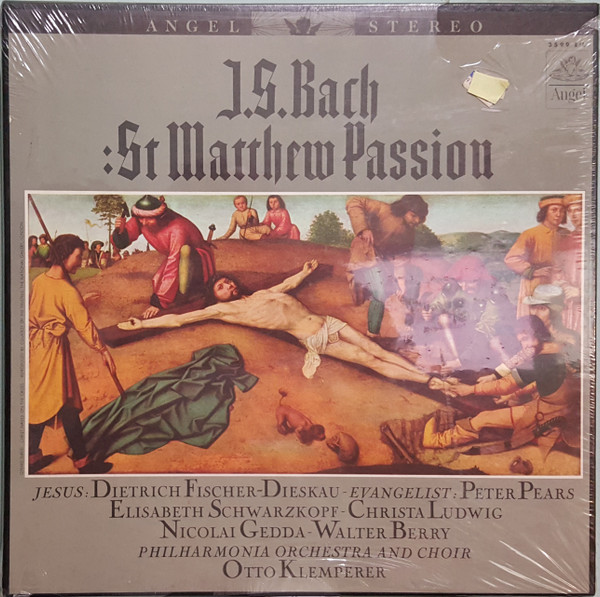 ANGEL STEREO
J.S.Bach
:St Matthew Passion
Angel
JESUS: DIETRICH FISCHER-DIESKAU - EVANGELIST: PETER PEARS
ELISABETH SCHWARZKOPF - CHRISTA LUDWIG
NICOLAI GEDDA - WALTER BERRY
PHILHARMONIA ORCHESTRA AND CHOIR
OTTO KLEMPERER